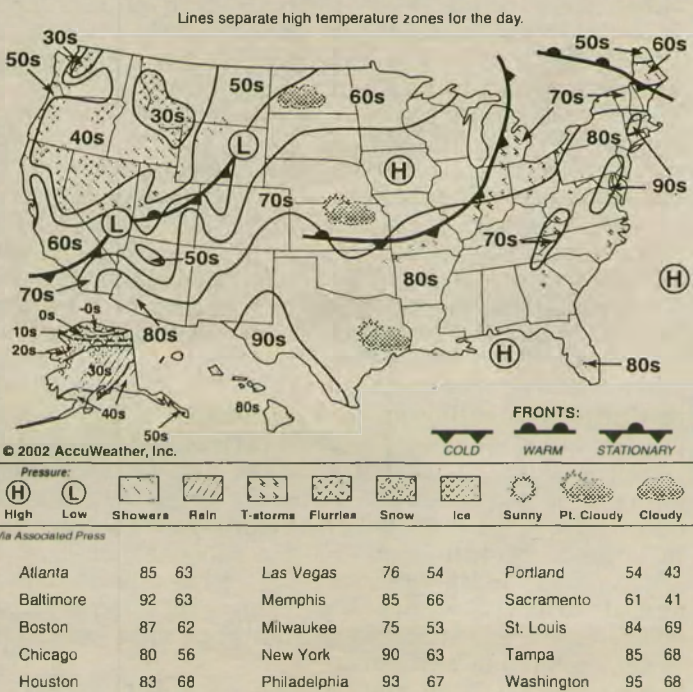 Lines separate high temperature zones for the day.
30s
50s
50s
60s
50s
60s
30s
40s
70s
80s
90s
L
H
L
70s
60s
50s
70s
80s
H
70s
80s
90s
H
80s
-0s
0s
10s
20s
30s
40s
50s
80s
FRONTS:
COLD WARM STATIONARY
© 2002 AccuWeather, Inc.
Pressure:
H L
High Low Showers Rain T-storms Flurries Snow Ice Sunny Pt. Cloudy Cloudy
Via Associated Press
Atlanta 85 63 Las Vegas 76 54 Portland 54 43
Baltimore 92 63 Memphis 85 66 Sacramento 61 41
Boston 87 62 Milwaukee 75 53 St. Louis 84 69
Chicago 80 56 New York 90 63 Tampa 85 68
Houston 83 68 Philadelphia 93 67 Washington 95 68